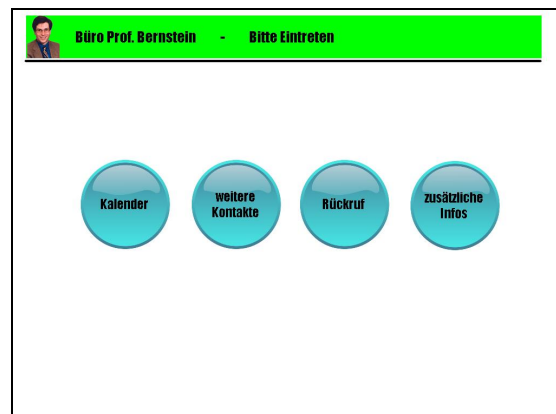 Büro Prof. Bernstein - Bitte Eintreten
Kalender
weitere
Kontakte
Rückruf
zusätzliche
Infos